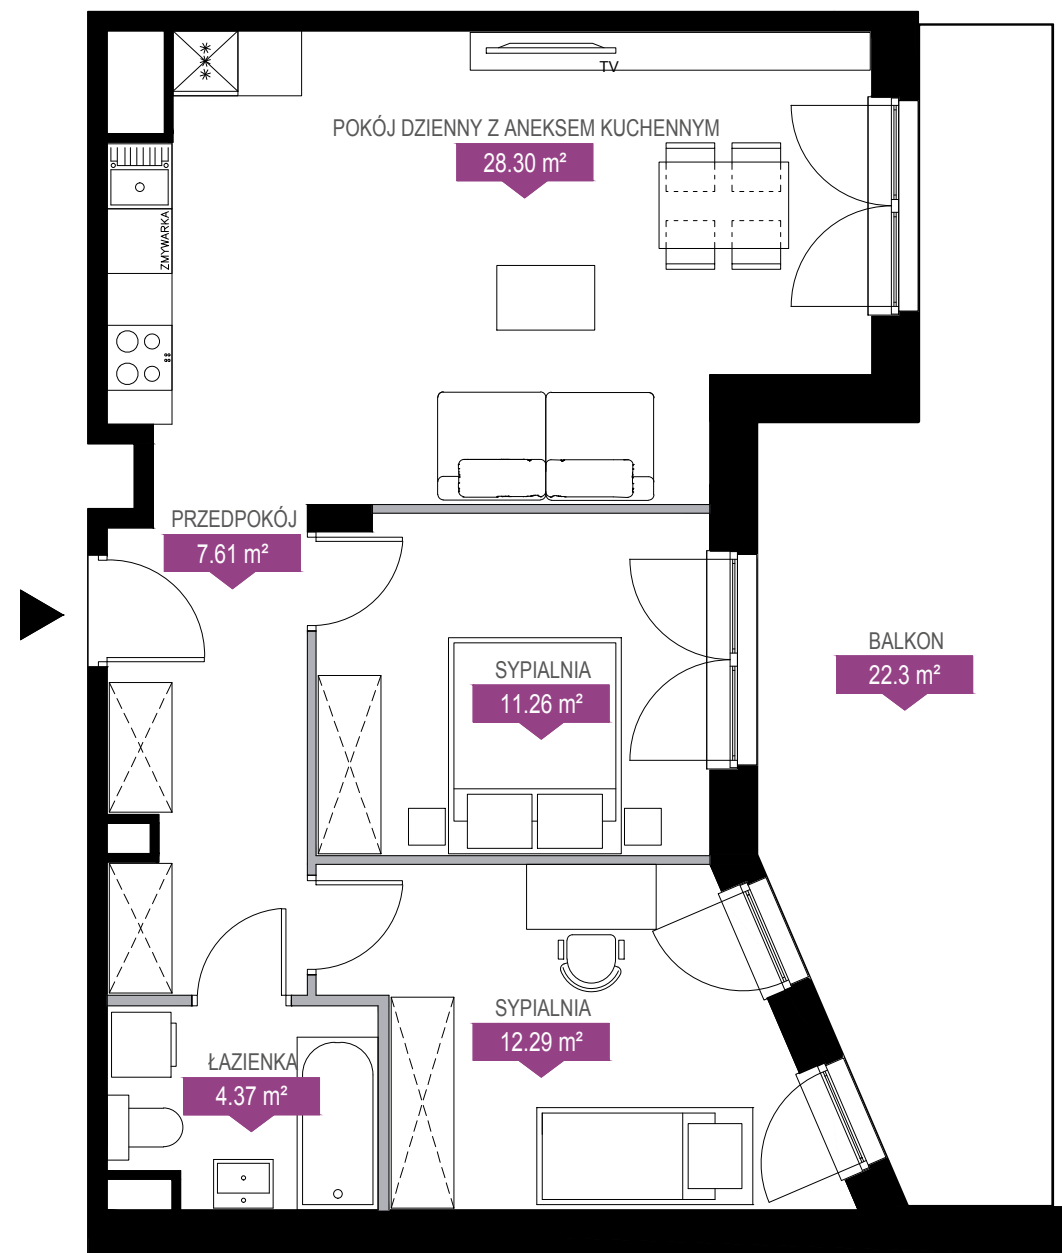 TV
POKÓJ DZIENNY Z ANEKSEM KUCHENNYM
28.30 m²
ZMYWARKA
PRZEDPOKÓJ
7.61 m²
BALKON
22.3 m²
SYPIALNIA
11.26 m²
SYPIALNIA
12.29 m²
ŁAZIENKA
4.37 m²